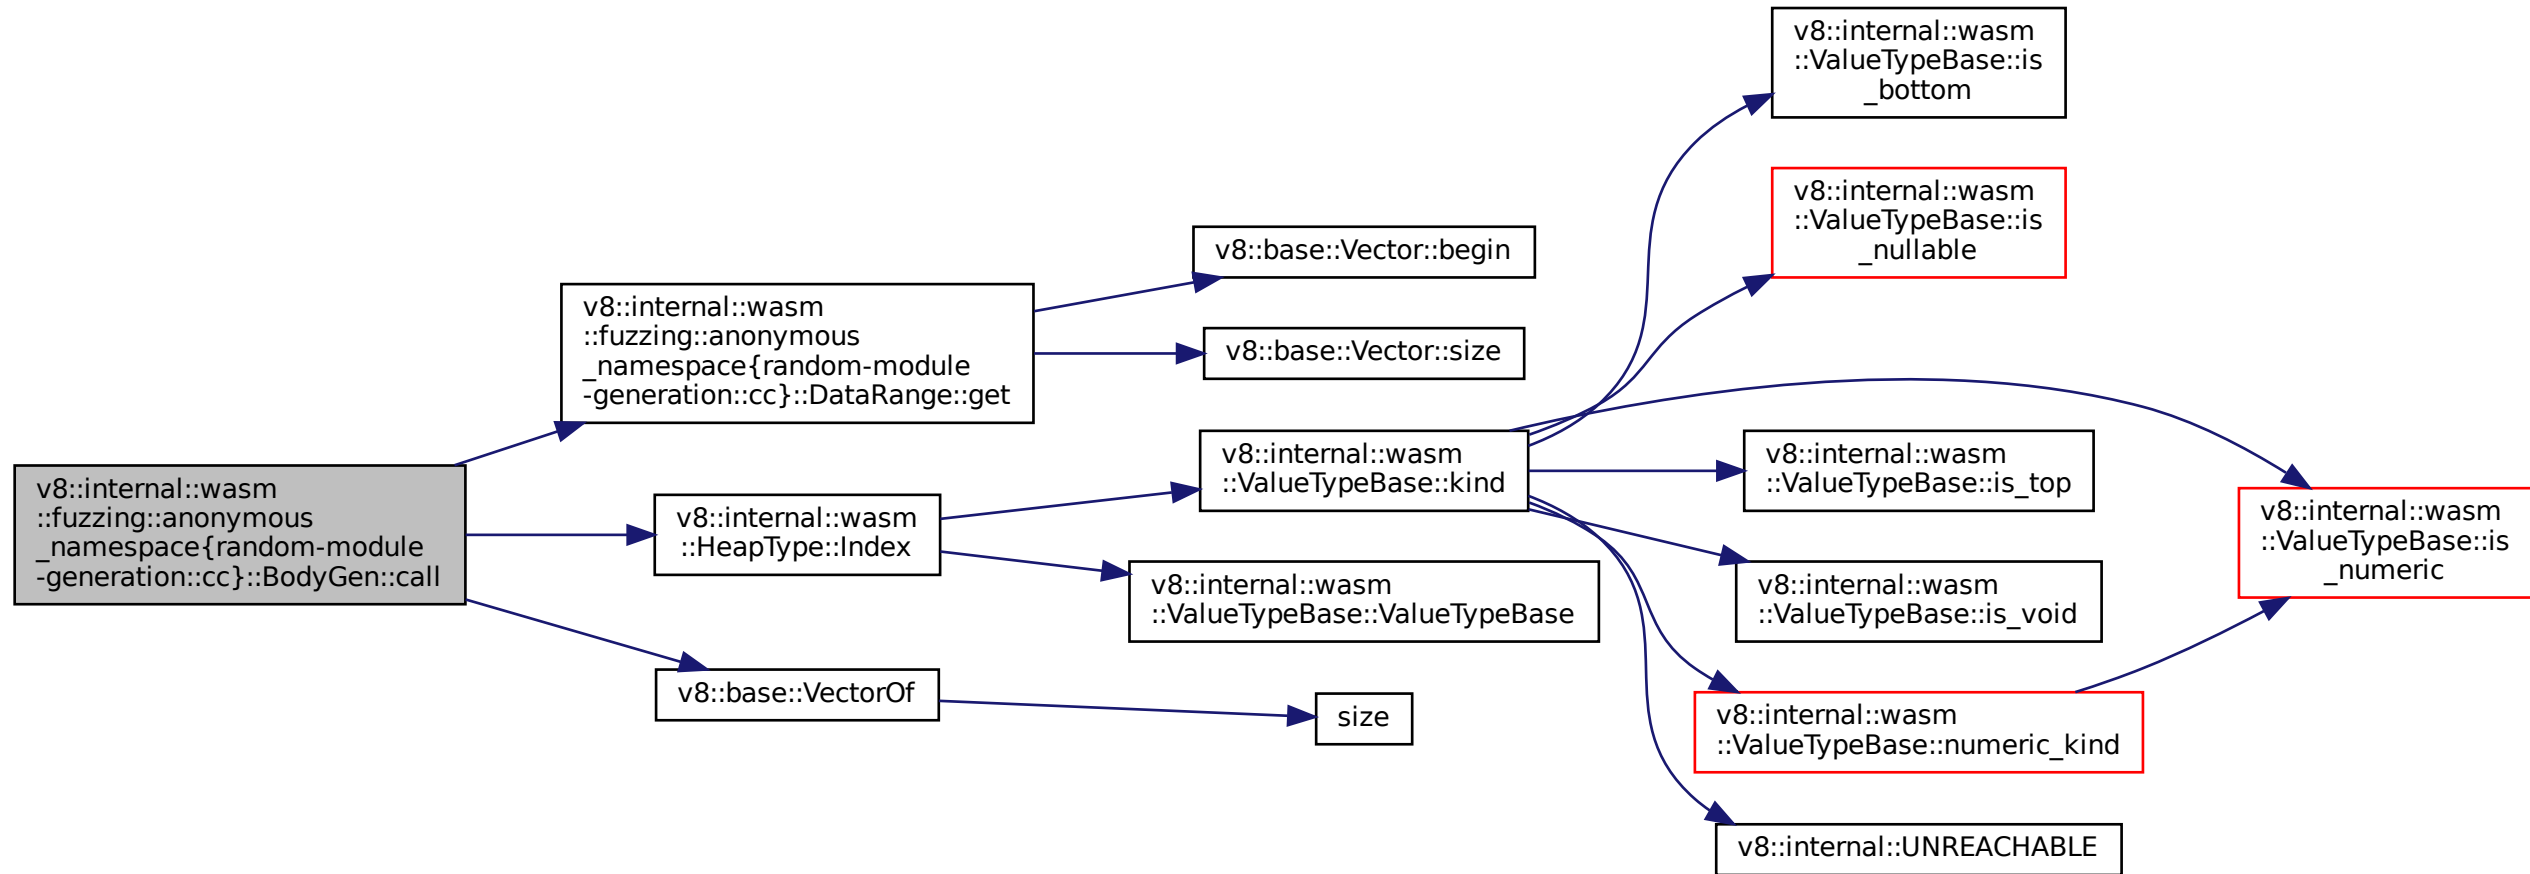 v8::internal::wasm
::fuzzing::anonymous
_namespace{random-module
-generation::cc}::BodyGen::call
v8::internal::wasm
::fuzzing::anonymous
_namespace{random-module
-generation::cc}::DataRange::get
v8::internal::wasm
::HeapType::Index
v8::base::VectorOf
v8::base::Vector::begin
v8::base::Vector::size
v8::internal::wasm
::ValueTypeBase::kind
v8::internal::wasm
::ValueTypeBase::ValueTypeBase
size
v8::internal::wasm
::ValueTypeBase::is
_bottom
v8::internal::wasm
::ValueTypeBase::is
_nullable
v8::internal::wasm
::ValueTypeBase::is_top
v8::internal::wasm
::ValueTypeBase::is_void
v8::internal::wasm
::ValueTypeBase::numeric_kind
v8::internal::UNREACHABLE
v8::internal::wasm
::ValueTypeBase::is
_numeric